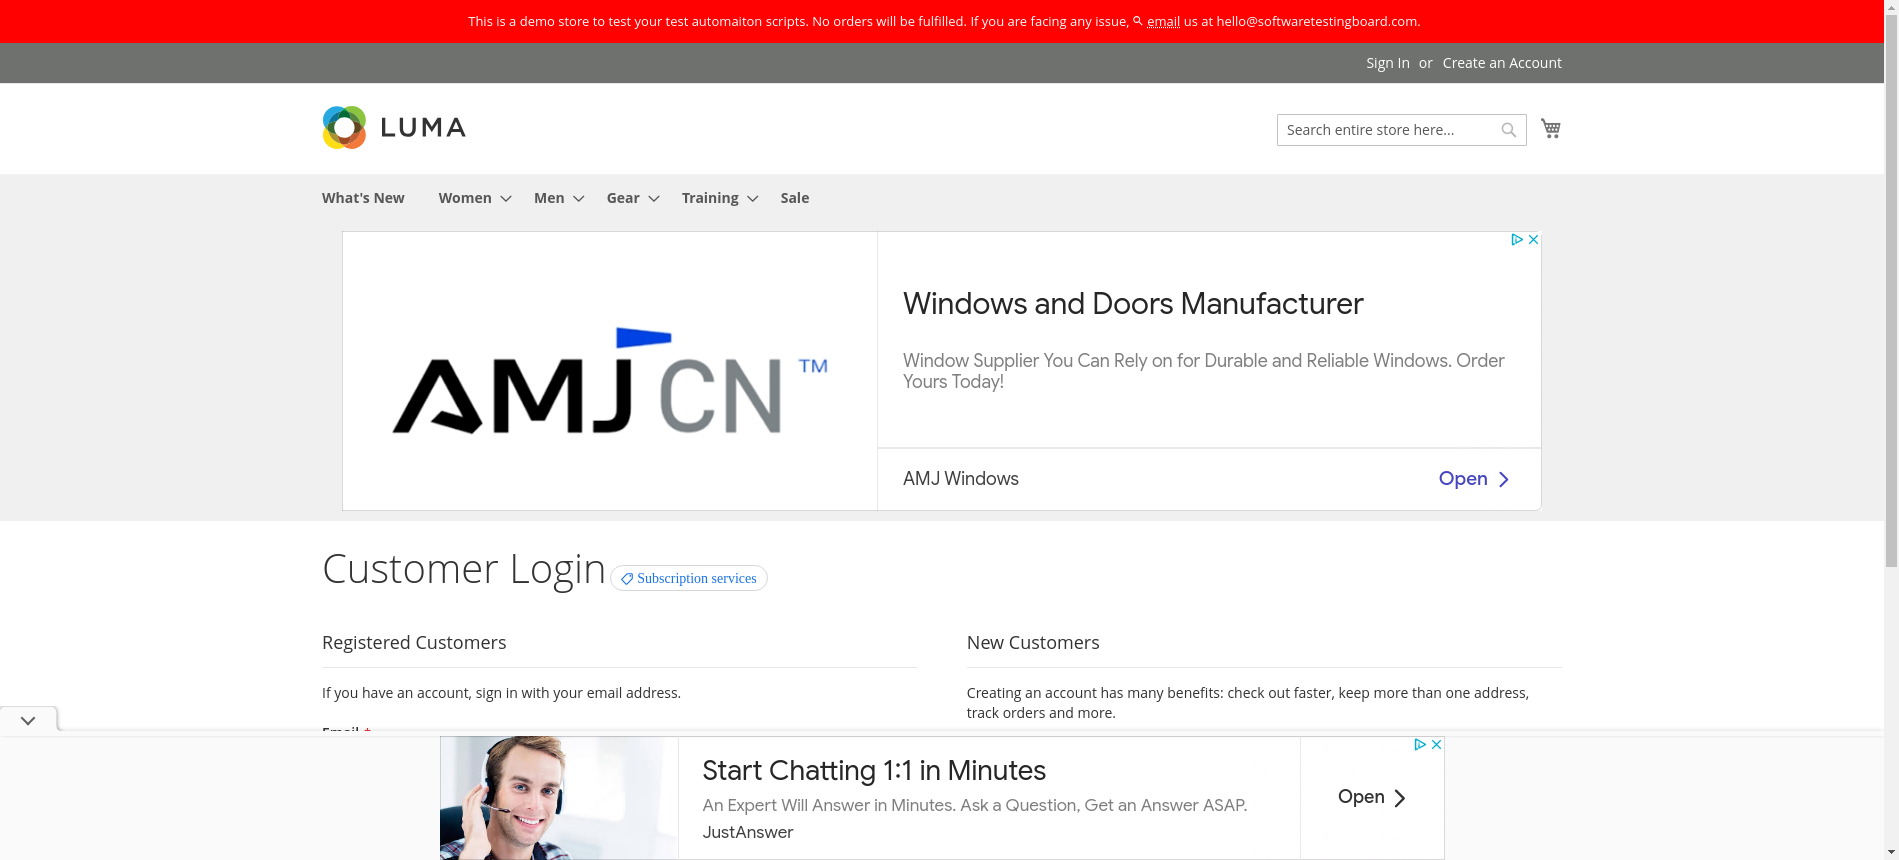 This is a demo store to test your test automaiton scripts. No orders will be fulfilled. If you are facing any issue, email us at hello@softwaretestingboard.com.
Sign In or Create an Account
LUMA
Search entire store here...
What's New Women Men Gear Training Sale
AMJ CN ™
Windows and Doors Manufacturer
Window Supplier You Can Rely on for Durable and Reliable Windows. Order
Yours Today!
AMJ Windows Open
Customer Login Subscription services
Registered Customers
If you have an account, sign in with your email address.
Email *
New Customers
Creating an account has many benefits: check out faster, keep more than one address,
track orders and more.
Start Chatting 1:1 in Minutes
An Expert Will Answer in Minutes. Ask a Question, Get an Answer ASAP.
JustAnswer
Open